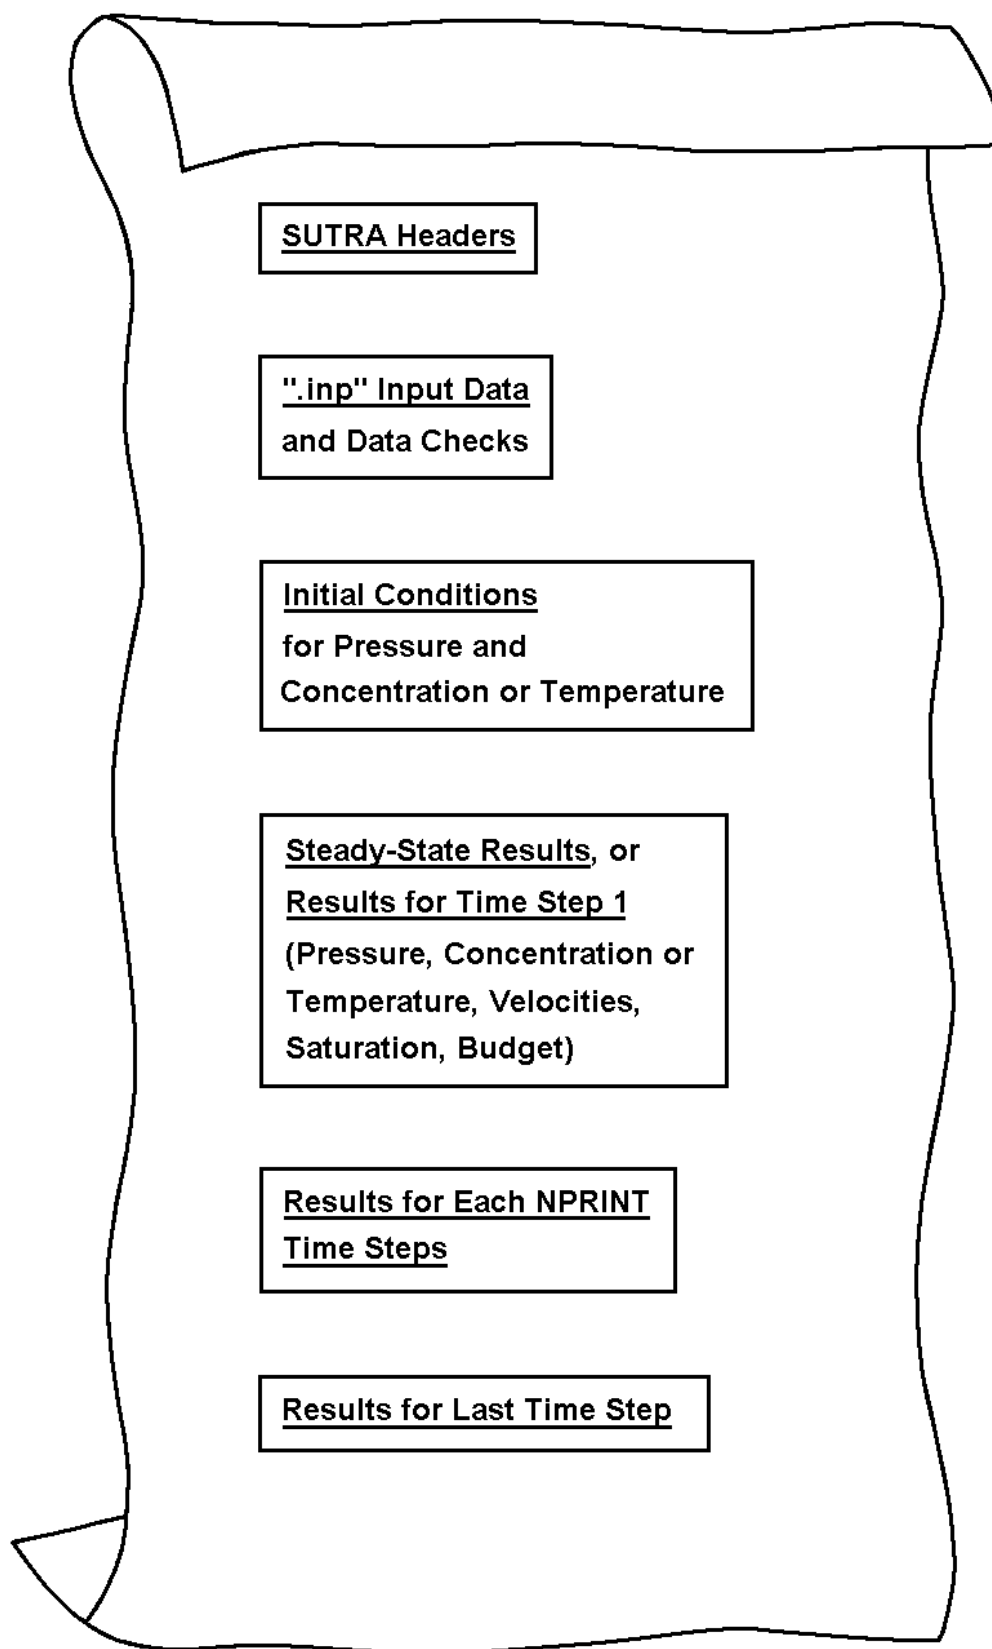 SUTRA Headers
".inp" Input Data
and Data Checks
Initial Conditions
for Pressure and
Concentration or Temperature
Steady-State Results, or
Results for Time Step 1
(Pressure, Concentration or
Temperature, Velocities,
Saturation, Budget)
Results for Each NPRINT
Time Steps
Results for Last Time Step